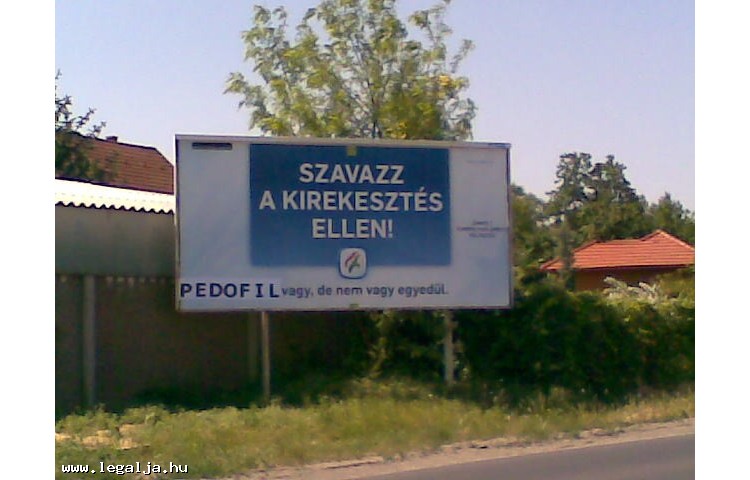 SZAVAZZ
A KIREKESZTÉS
ELLEN!
PEDOFIL vagy, de nem vagy egyedül.
www.legalja.hu